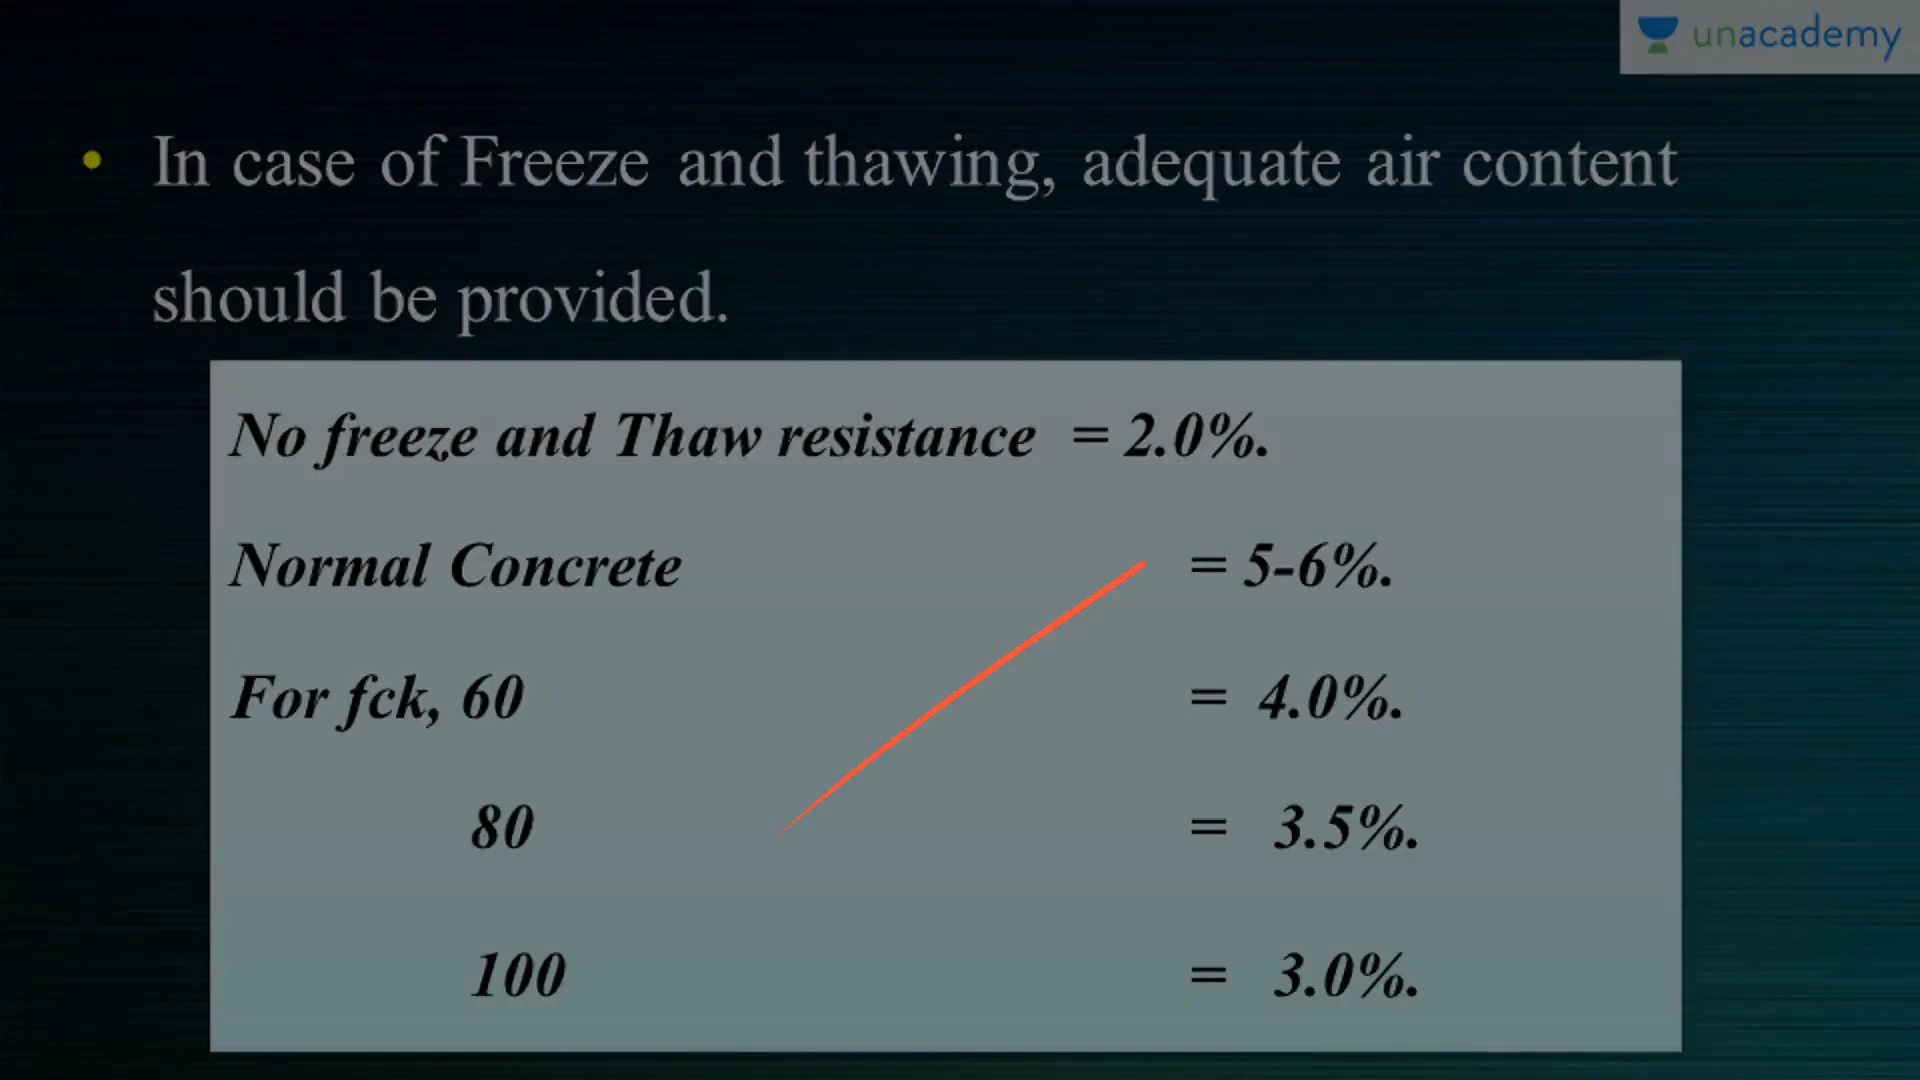 unacademy
• In case of Freeze and thawing, adequate air content
should be provided.
No freeze and Thaw resistance = 2.0%.
Normal Concrete = 5-6%.
For fck, 60 = 4.0%.
80 = 3.5%.
100 = 3.0%.